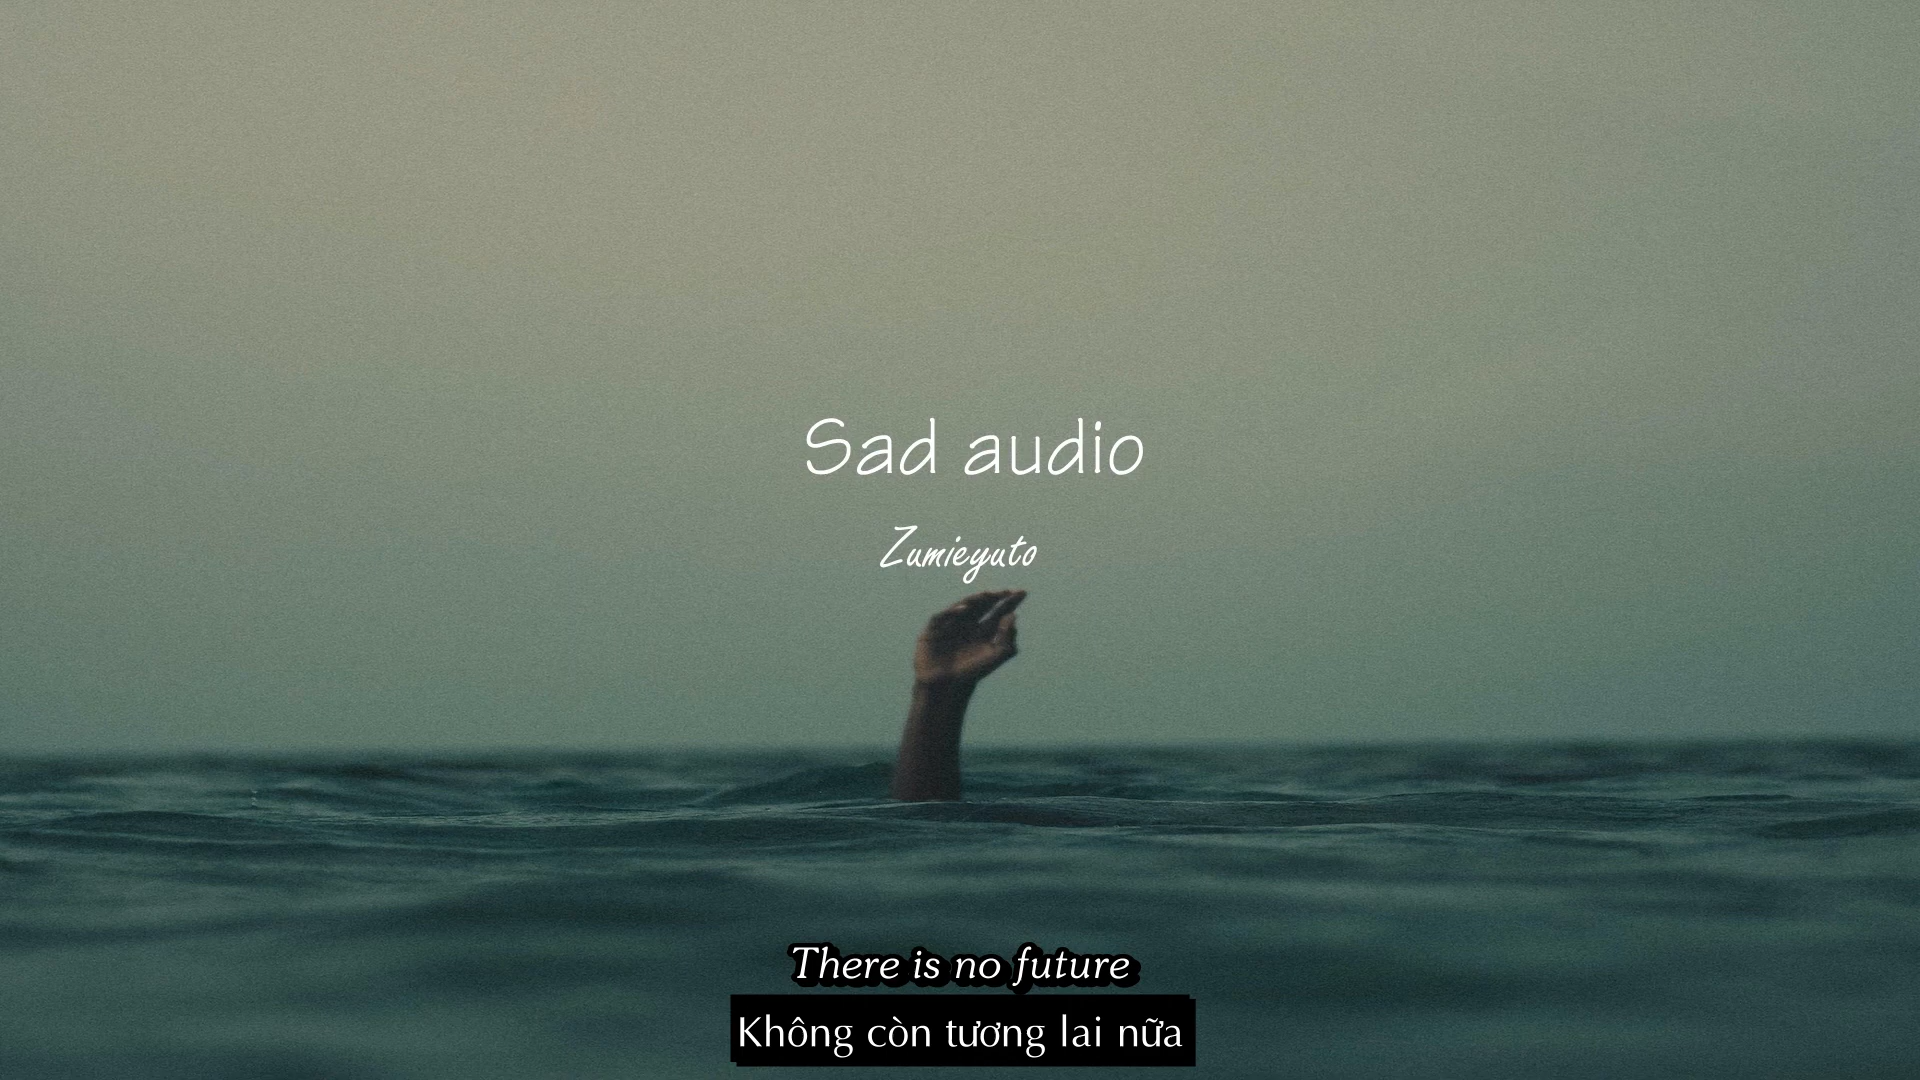 Sad audio
Zumieyuto
There is no future
Không còn tương lai nữa